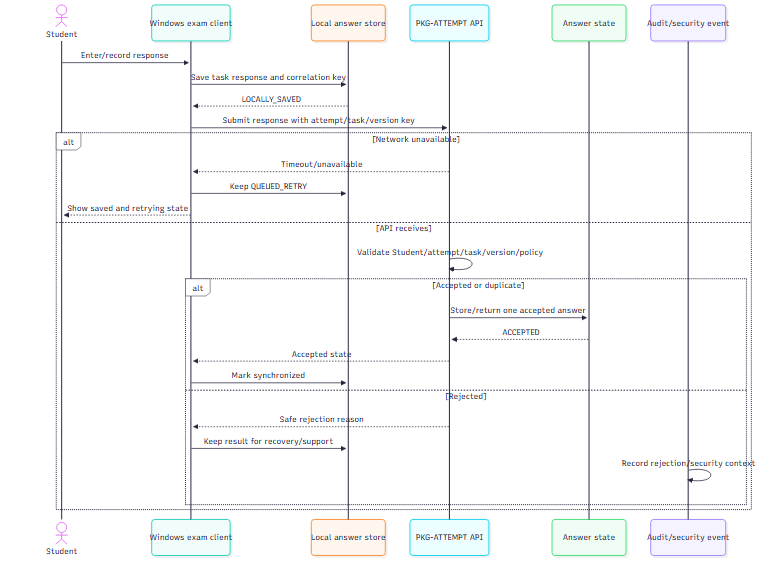 Student
Windows exam client
Local answer store
PKG-ATTEMPT API
Answer state
Audit/security event
Enter/record response
Save task response and correlation key
LOCALLY_SAVED
Submit response with attempt/task/version key
alt
[Network unavailable]
Timeout/unavailable
Keep QUEUED_RETRY
Show saved and retrying state
[API receives]
Validate Student/attempt/task/version/policy
alt
[Accepted or duplicate]
Store/return one accepted answer
ACCEPTED
Accepted state
Mark synchronized
[Rejected]
Safe rejection reason
Keep result for recovery/support
Record rejection/security context
Student
Windows exam client
Local answer store
PKG-ATTEMPT API
Answer state
Audit/security event